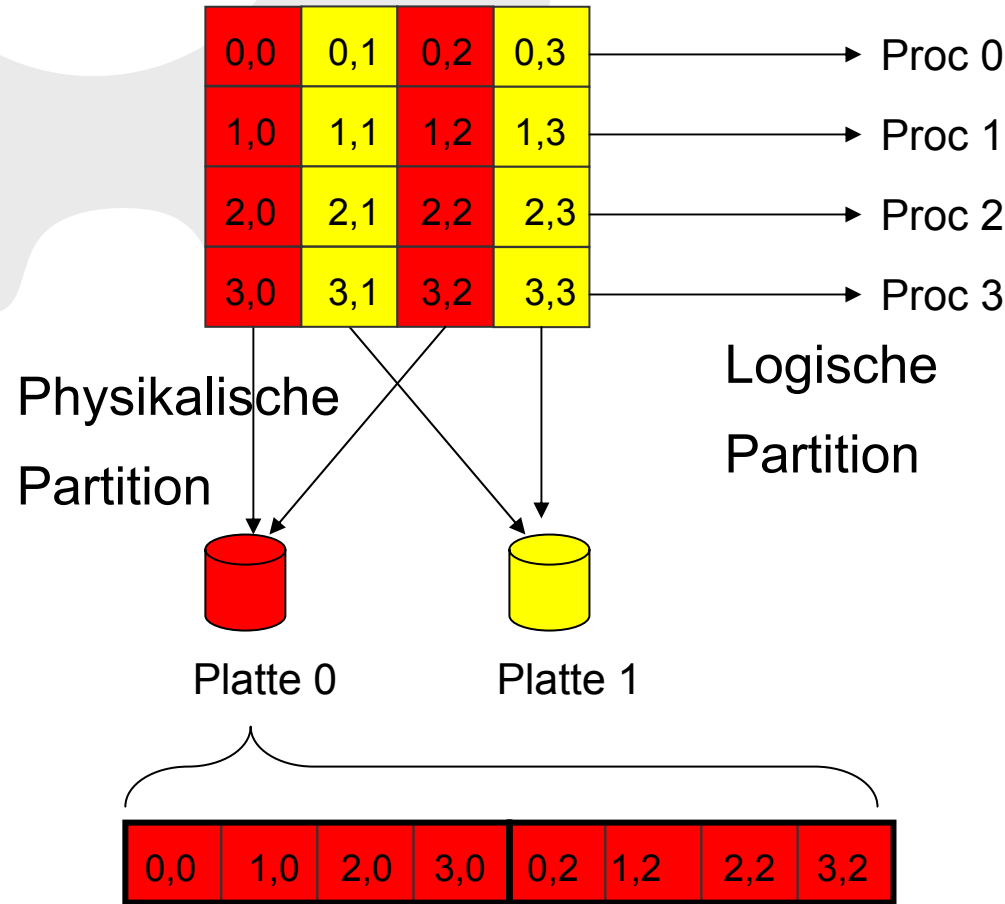 0,0 0,1 0,2 0,3 Proc 0
1,0 1,1 1,2 1,3 Proc 1
2,0 2,1 2,2 2,3 Proc 2
3,0 3,1 3,2 3,3 Proc 3
Physikalische
Partition
Logische
Partition
Platte 0 Platte 1
0,0 1,0 2,0 3,0 0,2 1,2 2,2 3,2